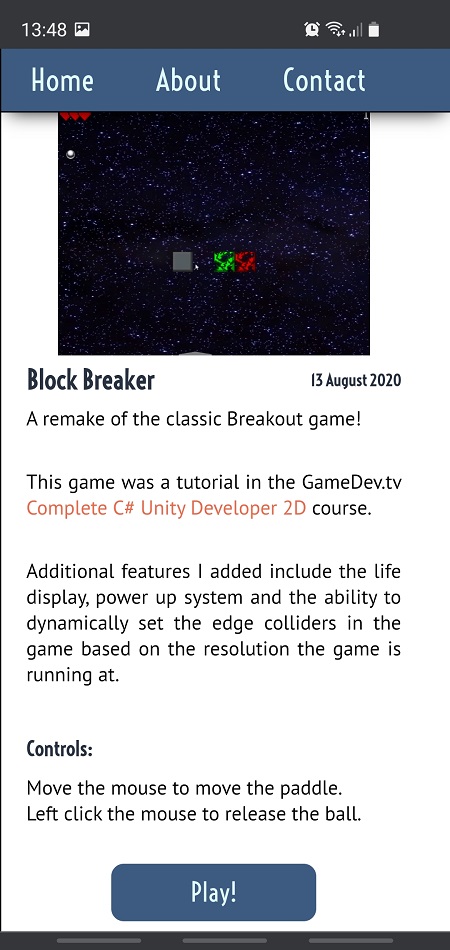 13:48
Home About Contact
Block Breaker 13 August 2020
A remake of the classic Breakout game!
This game was a tutorial in the GameDev.tv
Complete C# Unity Developer 2D course.
Additional features I added include the life
display, power up system and the ability to
dynamically set the edge colliders in the
game based on the resolution the game is
running at.
Controls:
Move the mouse to move the paddle.
Left click the mouse to release the ball.
Play!